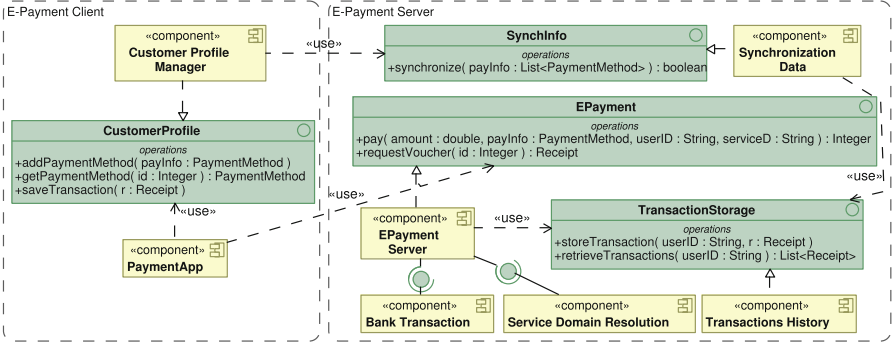 E-Payment Client
«component»
Customer Profile
Manager
«use»
CustomerProfile
operations
+addPaymentMethod( payInfo : PaymentMethod )
+getPaymentMethod( id : Integer ) : PaymentMethod
+saveTransaction( r : Receipt )
«use»
«component»
PaymentApp
«use»
E-Payment Server
SynchInfo
operations
+synchronize( payInfo : List<PaymentMethod> ) : boolean
«component»
Synchronization
Data
EPayment
operations
+pay( amount : double, payInfo : PaymentMethod, userID : String, serviceD : String ) : Integer
+requestVoucher( id : Integer ) : Receipt
«use»
«component»
EPayment
Server
«use»
TransactionStorage
operations
+storeTransaction( userID : String, r : Receipt )
+retrieveTransactions( userID : String ) : List<Receipt>
«component»
Bank Transaction
«component»
Service Domain Resolution
«component»
Transactions History